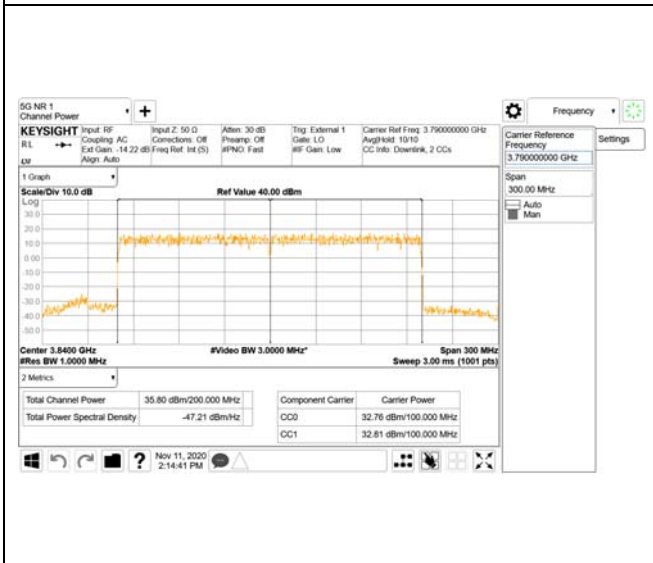 5G NR 1
Channel Power
+
Frequency
KEYSIGHT
RL
Input: RF
Coupling: AC
Ext Gain: -14.22 dB
Align: Auto
Input Z: 50 Ω
Corrections: Off
Freq Ref: Int (S)
Atten: 30 dB
Preamp: Off
#PNO: Fast
Trig: External 1
Gate: LO
#IF Gain: Low
Carrier Ref Freq: 3.790000000 GHz
Avg|Hold: 10/10
CC Info: Downlink, 2 CCs
Carrier Reference
Frequency
3.790000000 GHz
Settings
Span
300.00 MHz
Auto
Man
1 Graph
Scale/Div 10.0 dB
Ref Value 40.00 dBm
Log
30.0
20.0
10.0
0.00
-10.0
-20.0
-30.0
-40.0
-50.0
Center 3.8400 GHz
#Video BW 3.0000 MHz*
Span 300 MHz
#Res BW 1.0000 MHz
Sweep 3.00 ms (1001 pts)
2 Metrics
Total Channel Power 35.80 dBm/200.000 MHz
Total Power Spectral Density -47.21 dBm/Hz
Component Carrier Carrier Power
CC0 32.76 dBm/100.000 MHz
CC1 32.81 dBm/100.000 MHz
?
Nov 11, 2020
2:14:41 PM